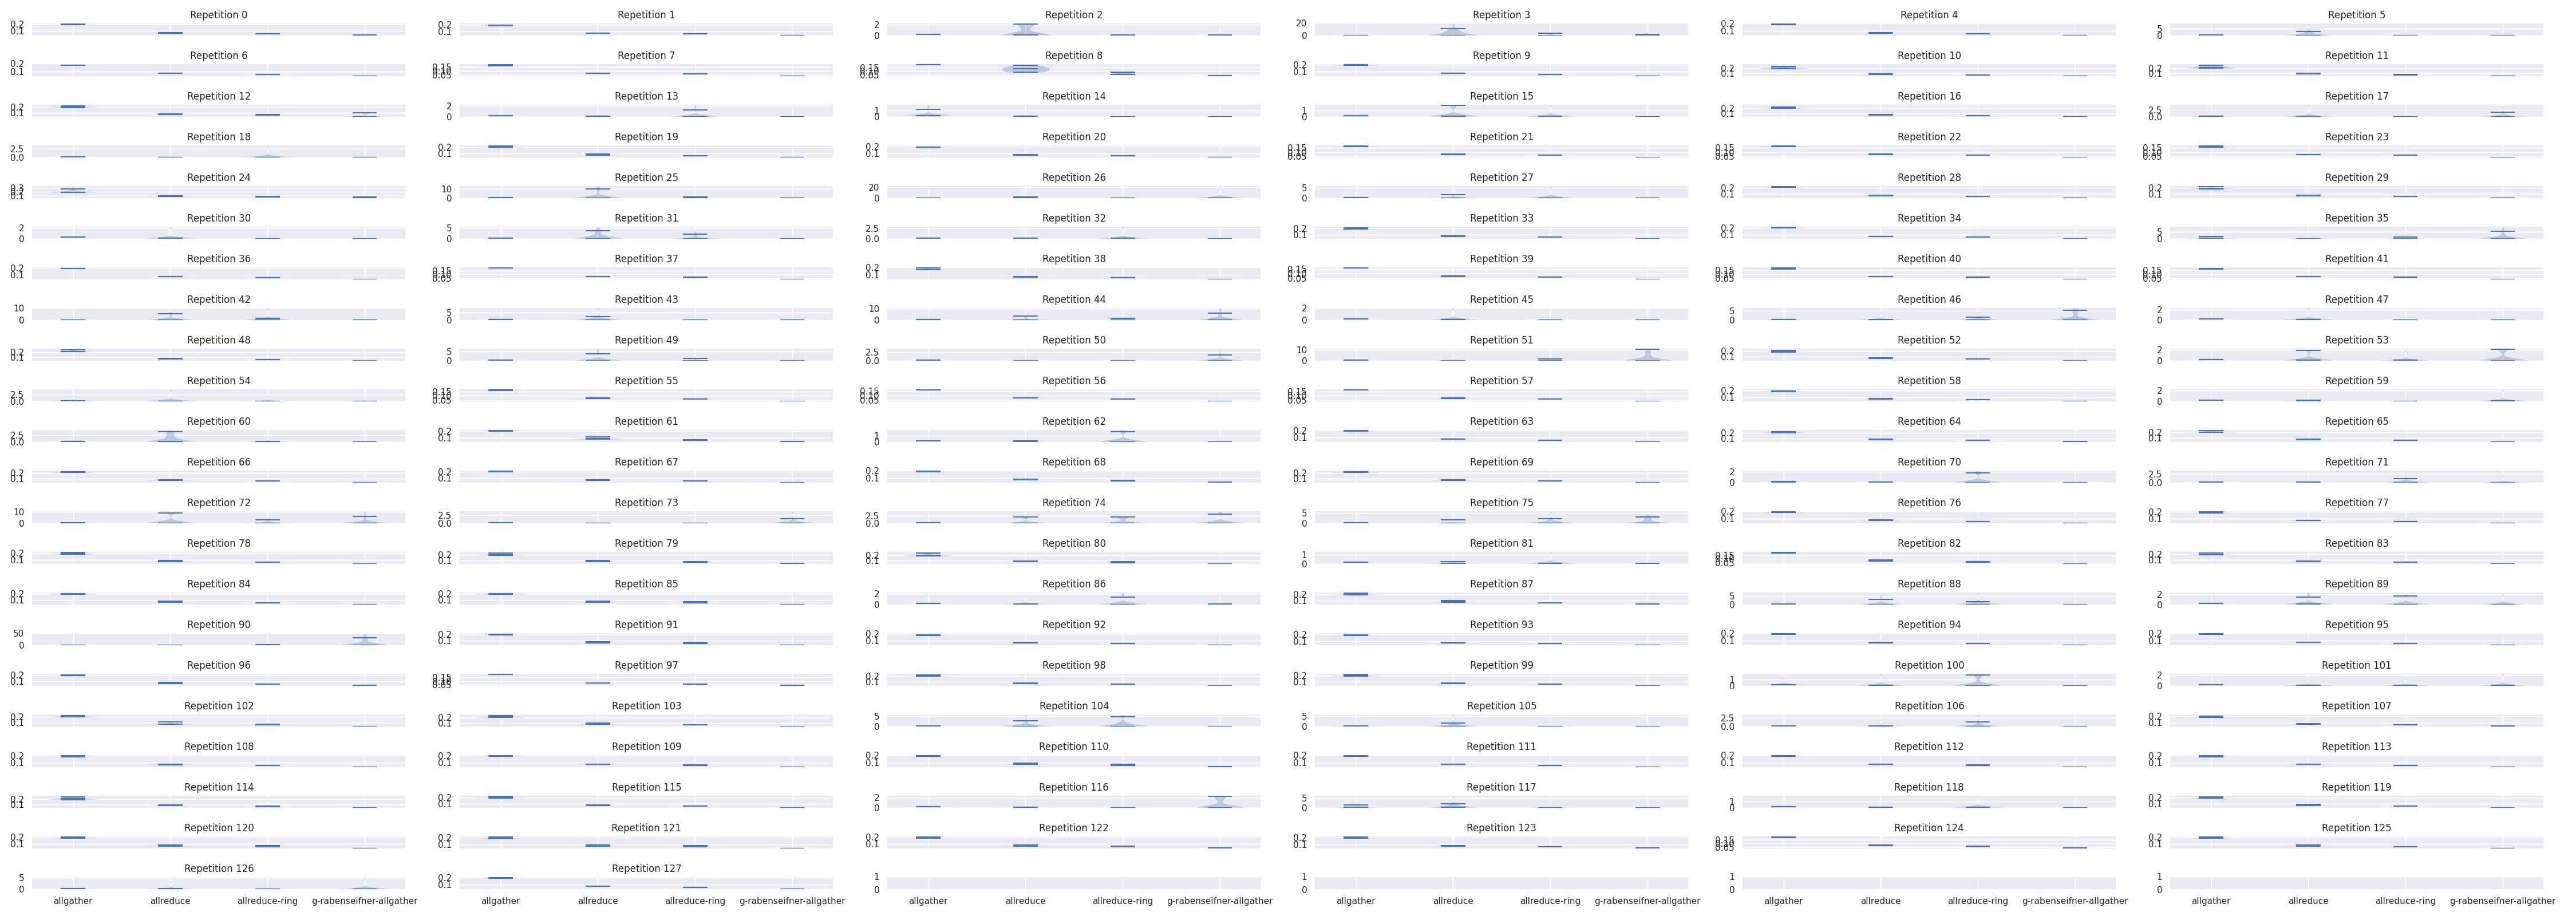 Repetition 0 Repetition 1 Repetition 2 Repetition 3 Repetition 4 Repetition 5
0.2 0.2 2 20 0.2 5
0.1 0.1 0 0 0.1 0
Repetition 6 Repetition 7 Repetition 8 Repetition 9 Repetition 10 Repetition 11
0.2 0.15 0.15 0.2 0.2 0.2
0.10 0.10
0.1 0.05 0.05 0.1 0.1 0.1
Repetition 12 Repetition 13 Repetition 14 Repetition 15 Repetition 16 Repetition 17
0.2 2 1 1 0.2 2.5
0.1 0 0 0 0.1 0.0
Repetition 18 Repetition 19 Repetition 20 Repetition 21 Repetition 22 Repetition 23
2.5 0.2 0.2 0.15 0.15 0.15
0.10 0.10 0.10
0.0 0.1 0.1 0.05 0.05 0.05
Repetition 24 Repetition 25 Repetition 26 Repetition 27 Repetition 28 Repetition 29
0.3 10 20 5 0.2 0.2
0.2
0.1 0 0 0 0.1 0.1
Repetition 30 Repetition 31 Repetition 32 Repetition 33 Repetition 34 Repetition 35
2 5 2.5 0.2 0.2 5
0 0 0.0 0.1 0.1 0
Repetition 36 Repetition 37 Repetition 38 Repetition 39 Repetition 40 Repetition 41
0.2 0.15 0.2 0.15 0.15 0.15
0.10 0.10 0.10 0.10
0.1 0.05 0.1 0.05 0.05 0.05
Repetition 42 Repetition 43 Repetition 44 Repetition 45 Repetition 46 Repetition 47
10 5 10 2 5 2
0 0 0 0 0 0
Repetition 48 Repetition 49 Repetition 50 Repetition 51 Repetition 52 Repetition 53
0.2 5 2.5 10 0.2 2
0.1 0 0.0 0 0.1 0
Repetition 54 Repetition 55 Repetition 56 Repetition 57 Repetition 58 Repetition 59
2.5 0.15 0.15 0.15 0.2 2
0.10 0.10 0.10
0.0 0.05 0.05 0.05 0.1 0
Repetition 60 Repetition 61 Repetition 62 Repetition 63 Repetition 64 Repetition 65
2.5 0.2 1 0.2 0.2 0.2
0.0 0.1 0 0.1 0.1 0.1
Repetition 66 Repetition 67 Repetition 68 Repetition 69 Repetition 70 Repetition 71
0.2 0.2 0.2 0.2 2 2.5
0.1 0.1 0.1 0.1 0 0.0
Repetition 72 Repetition 73 Repetition 74 Repetition 75 Repetition 76 Repetition 77
10 2.5 2.5 5 0.2 0.2
0 0.0 0.0 0 0.1 0.1
Repetition 78 Repetition 79 Repetition 80 Repetition 81 Repetition 82 Repetition 83
0.2 0.2 0.2 1 0.15 0.2
0.10
0.1 0.1 0.1 0 0.05 0.1
Repetition 84 Repetition 85 Repetition 86 Repetition 87 Repetition 88 Repetition 89
0.2 0.2 2 0.2 5 2
0.1 0.1 0 0.1 0 0
Repetition 90 Repetition 91 Repetition 92 Repetition 93 Repetition 94 Repetition 95
50 0.2 0.2 0.2 0.2 0.2
0 0.1 0.1 0.1 0.1 0.1
Repetition 96 Repetition 97 Repetition 98 Repetition 99 Repetition 100 Repetition 101
0.2 0.15 0.2 0.2 1 2
0.10
0.1 0.05 0.1 0.1 0 0
Repetition 102 Repetition 103 Repetition 104 Repetition 105 Repetition 106 Repetition 107
0.2 0.2 5 5 2.5 0.2
0.1 0.1 0 0 0.0 0.1
Repetition 108 Repetition 109 Repetition 110 Repetition 111 Repetition 112 Repetition 113
0.2 0.2 0.2 0.2 0.2 0.2
0.1 0.1 0.1 0.1 0.1 0.1
Repetition 114 Repetition 115 Repetition 116 Repetition 117 Repetition 118 Repetition 119
0.2 0.2 2 5 1 0.2
0.1 0.1 0 0 0 0.1
Repetition 120 Repetition 121 Repetition 122 Repetition 123 Repetition 124 Repetition 125
0.2 0.2 0.2 0.2 0.15 0.2
0.10
0.1 0.1 0.1 0.1 0.05 0.1
Repetition 126 Repetition 127
5 0.2 1 1 1 1
0 0.1 0 0 0 0
allgather allreduce allreduce-ring g-rabenseifner-allgather allgather allreduce allreduce-ring g-rabenseifner-allgather allgather allreduce allreduce-ring g-rabenseifner-allgather allgather allreduce allreduce-ring g-rabenseifner-allgather allgather allreduce allreduce-ring g-rabenseifner-allgather allgather allreduce allreduce-ring g-rabenseifner-allgather